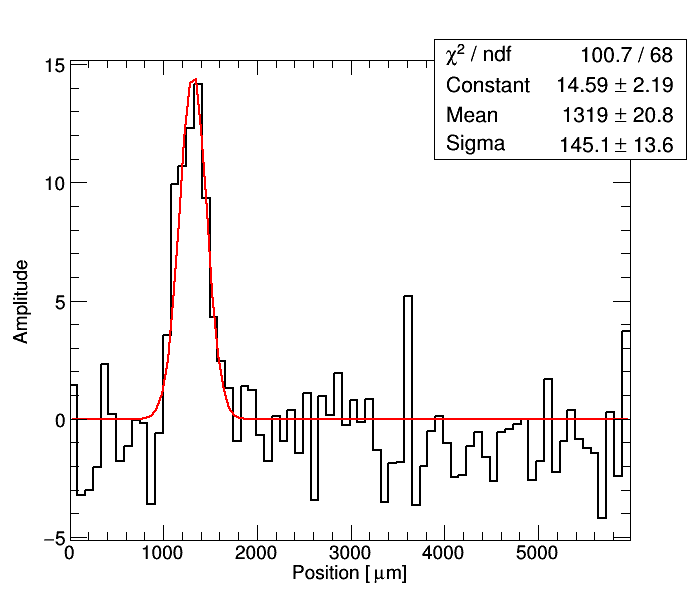 χ² / ndf 100.7 / 68
Constant 14.59 ± 2.19
Mean 1319 ± 20.8
Sigma 145.1 ± 13.6
15
10
5
0
−5
Amplitude
0 1000 2000 3000 4000 5000
Position [ μm]